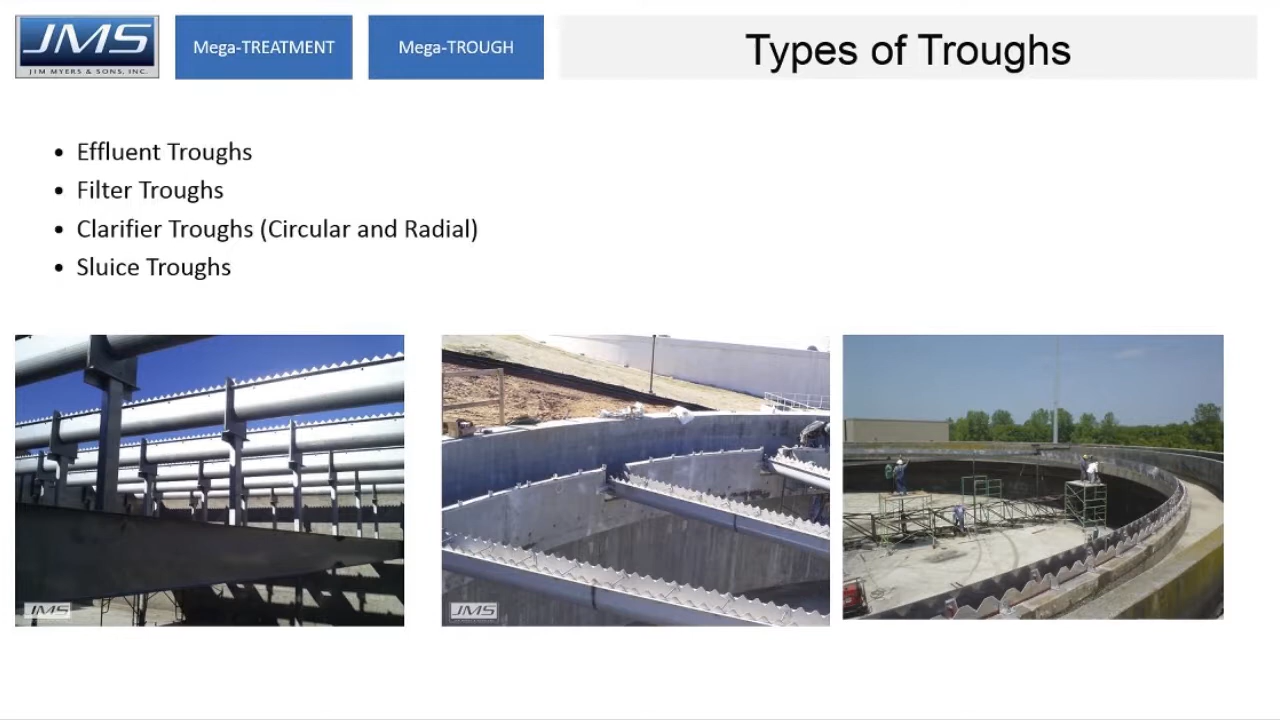 JMS
JIM MYERS & SONS, INC.
Mega-TREATMENT
Mega-TROUGH
Types of Troughs
• Effluent Troughs
• Filter Troughs
• Clarifier Troughs (Circular and Radial)
• Sluice Troughs
JMS
JMS